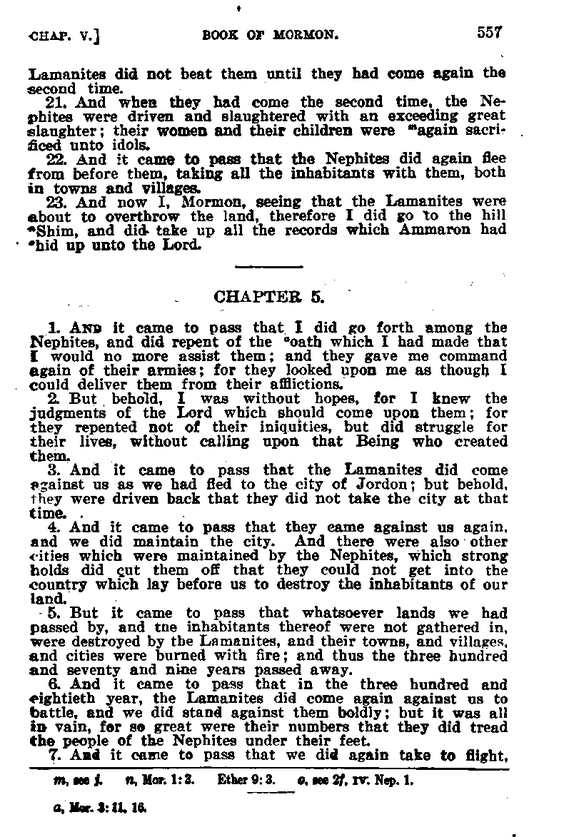 CHAP. V.] BOOK OF MORMON. 557
Lamanites did not beat them until they had come again the
second time.
21. And when they had come the second time, the Ne-
phites were driven and slaughtered with an exceeding great
slaughter; their women and their children were ᵐagain sacri-
ficed unto idols.
22. And it came to pass that the Nephites did again flee
from before them, taking all the inhabitants with them, both
in towns and villages.
23. And now I, Mormon, seeing that the Lamanites were
about to overthrow the land, therefore I did go to the hill
ⁿShim, and did take up all the records which Ammaron had
ᵒhid up unto the Lord.
CHAPTER 5.
1. AND it came to pass that I did go forth among the
Nephites, and did repent of the ᵃoath which I had made that
I would no more assist them; and they gave me command
again of their armies; for they looked upon me as though I
could deliver them from their afflictions.
2. But behold, I was without hopes, for I knew the
judgments of the Lord which should come upon them; for
they repented not of their iniquities, but did struggle for
their lives, without calling upon that Being who created
them.
3. And it came to pass that the Lamanites did come
against us as we had fled to the city of Jordon; but behold,
they were driven back that they did not take the city at that
time.
4. And it came to pass that they came against us again,
and we did maintain the city. And there were also other
cities which were maintained by the Nephites, which strong
holds did cut them off that they could not get into the
country which lay before us to destroy the inhabitants of our
land.
5. But it came to pass that whatsoever lands we had
passed by, and tne inhabitants thereof were not gathered in,
were destroyed by the Lamanites, and their towns, and villages,
and cities were burned with fire; and thus the three hundred
and seventy and nine years passed away.
6. And it came to pass that in the three hundred and
eightieth year, the Lamanites did come again against us to
battle, and we did stand against them boldly; but it was all
in vain, for so great were their numbers that they did tread
the people of the Nephites under their feet.
7. And it came to pass that we did again take to flight,
m, see j. n, Mor. 1:3. Ether 9:3. o, see 2f, IV. Nep. 1.
a, Mor. 3:11, 16.